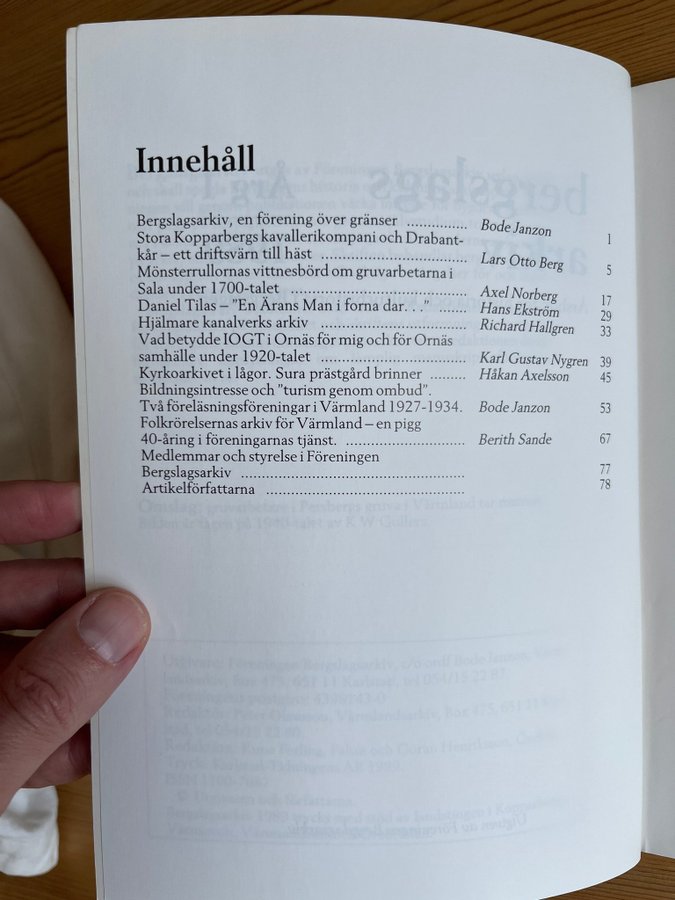 Innehåll
Bergslagsarkiv, en förening över gränser .............. Bode Janzon 1
Stora Kopparbergs kavallerikompani och Drabant-
kår – ett driftsvärn till häst .................................. Lars Otto Berg 5
Mönsterrullornas vittnesbörd om gruvarbetarna i
Sala under 1700-talet ........................................... Axel Norberg 17
Daniel Tilas – ”En Ärans Man i forna dar. . .” ....... Hans Ekström 29
Hjälmare kanalverks arkiv .................................... Richard Hallgren 33
Vad betydde IOGT i Ornäs för mig och för Ornäs
samhälle under 1920-talet .................................... Karl Gustav Nygren 39
Kyrkoarkivet i lågor. Sura prästgård brinner ......... Håkan Axelsson 45
Bildningsintresse och ”turism genom ombud”.
Två föreläsningsföreningar i Värmland 1927-1934. Bode Janzon 53
Folkrörelsernas arkiv för Värmland – en pigg
40-åring i föreningarnas tjänst. ............................ Berith Sande 67
Medlemmar och styrelse i Föreningen
Bergslagsarkiv ...................................................... 77
Artikelförfattarna .................................................. 78